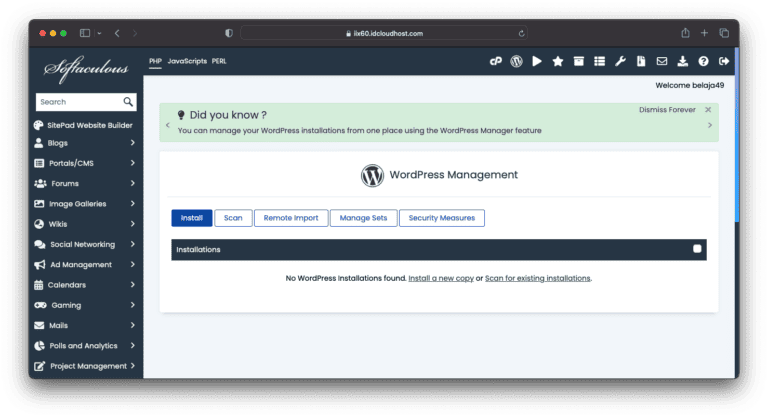 iix60.idcloudhost.com
Softaculous
PHP JavaScripts PERL
Welcome belaja49
Search
SitePad Website Builder
Blogs
Portals/CMS
Forums
Image Galleries
Wikis
Social Networking
Ad Management
Calendars
Gaming
Mails
Polls and Analytics
Project Management
Did you know ?
Dismiss Forever
You can manage your WordPress installations from one place using the WordPress Manager feature
WordPress Management
Install Scan Remote Import Manage Sets Security Measures
Installations
No WordPress Installations found. Install a new copy or Scan for existing installations.